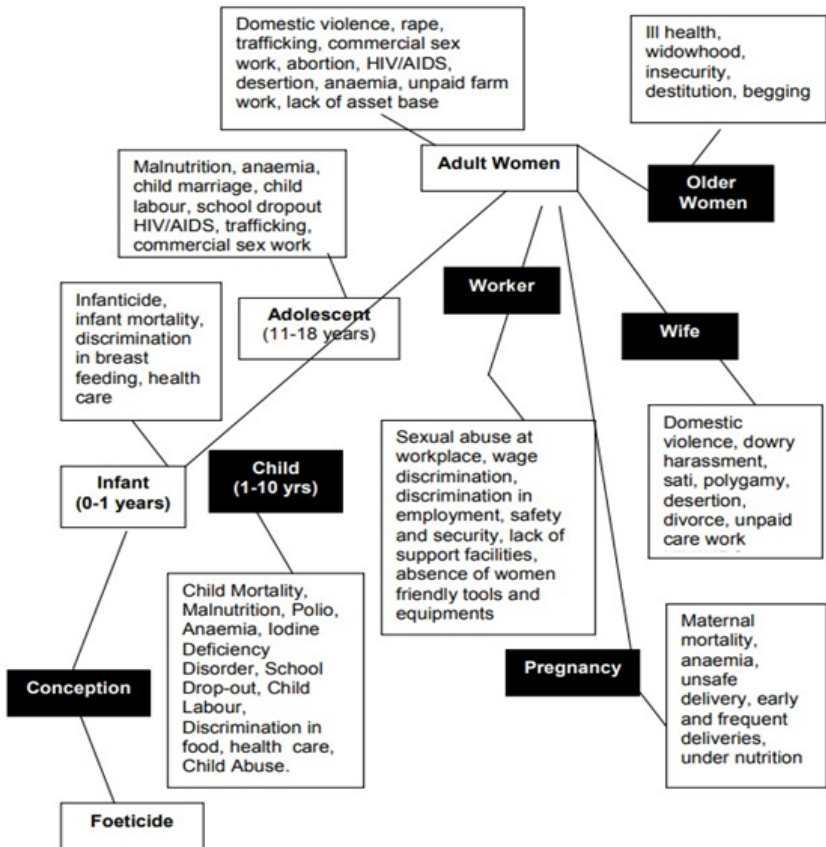 Domestic violence, rape,
trafficking, commercial sex
work, abortion, HIV/AIDS,
desertion, anaemia, unpaid farm
work, lack of asset base
Ill health,
widowhood,
insecurity,
destitution, begging
Adult Women
Older
Women
Malnutrition, anaemia,
child marriage, child
labour, school dropout
HIV/AIDS, trafficking,
commercial sex work
Worker
Adolescent
(11-18 years)
Wife
Infanticide,
infant mortality,
discrimination
in breast
feeding, health
care
Sexual abuse at
workplace, wage
discrimination,
discrimination in
employment, safety
and security, lack of
support facilities,
absence of women
friendly tools and
equipments
Domestic
violence, dowry
harassment,
sati, polygamy,
desertion,
divorce, unpaid
care work
Infant
(0-1 years)
Child
(1-10 yrs)
Child Mortality,
Malnutrition, Polio,
Anaemia, Iodine
Deficiency
Disorder, School
Drop-out, Child
Labour,
Discrimination in
food, health care,
Child Abuse.
Maternal
mortality,
anaemia,
unsafe
delivery, early
and frequent
deliveries,
under nutrition
Pregnancy
Conception
Foeticide